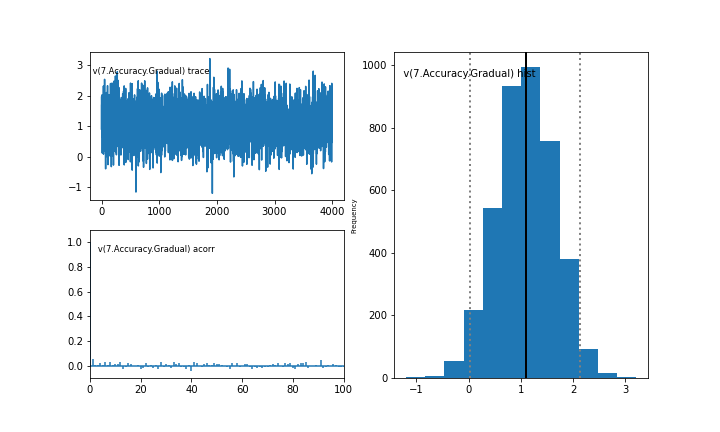 v(7.Accuracy.Gradual) trace
3
2
1
0
−1
0 1000 2000 3000 4000
v(7.Accuracy.Gradual) acorr
1.0
0.8
0.6
0.4
0.2
0.0
0 20 40 60 80 100
v(7.Accuracy.Gradual) hist
Frequency
1000
800
600
400
200
0
−1 0 1 2 3